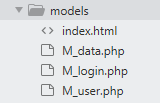 models
index.html
M_data.php
M_login.php
M_user.php